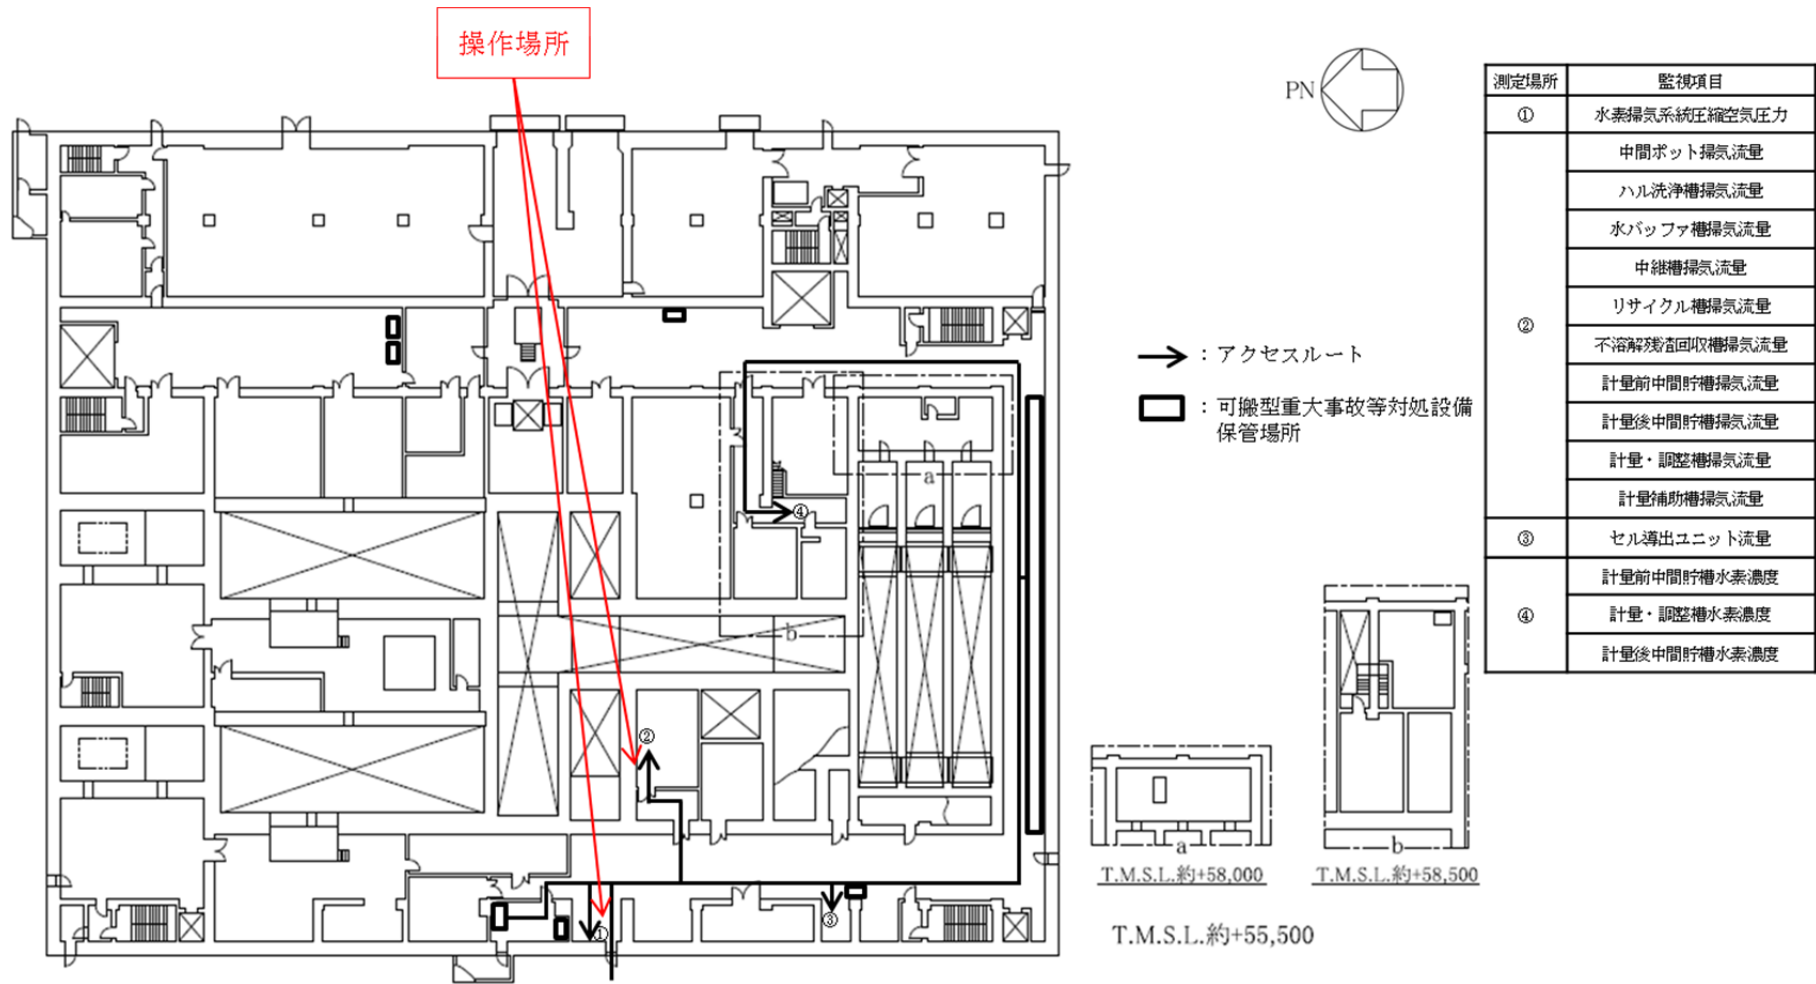 操作場所
PN
測定場所 監視項目
① 水素掃気系統圧縮空気圧力
② 中間ポット掃気流量
ハル洗浄槽掃気流量
水バッファ槽掃気流量
中継槽掃気流量
リサイクル槽掃気流量
不溶解残渣回収槽掃気流量
計量前中間貯槽掃気流量
計量後中間貯槽掃気流量
計量・調整槽掃気流量
計量補助槽掃気流量
③ セル導出ユニット流量
④ 計量前中間貯槽水素濃度
計量・調整槽水素濃度
計量後中間貯槽水素濃度
：アクセスルート
：可搬型重大事故等対処設備
保管場所
a
④
b
②
①
③
a
T.M.S.L.約+58,000
b
T.M.S.L.約+58,500
T.M.S.L.約+55,500